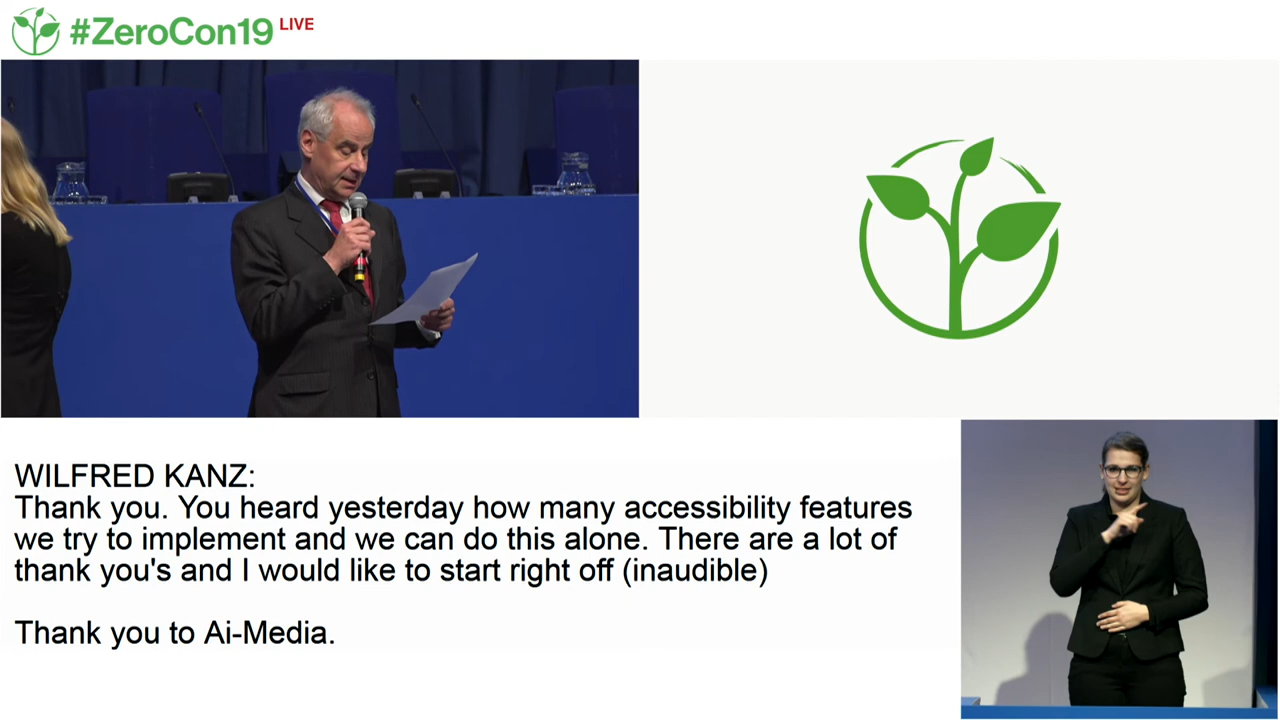 #ZeroCon19 LIVE
WILFRED KANZ:
Thank you. You heard yesterday how many accessibility features
we try to implement and we can do this alone. There are a lot of
thank you's and I would like to start right off (inaudible)
Thank you to Ai-Media.